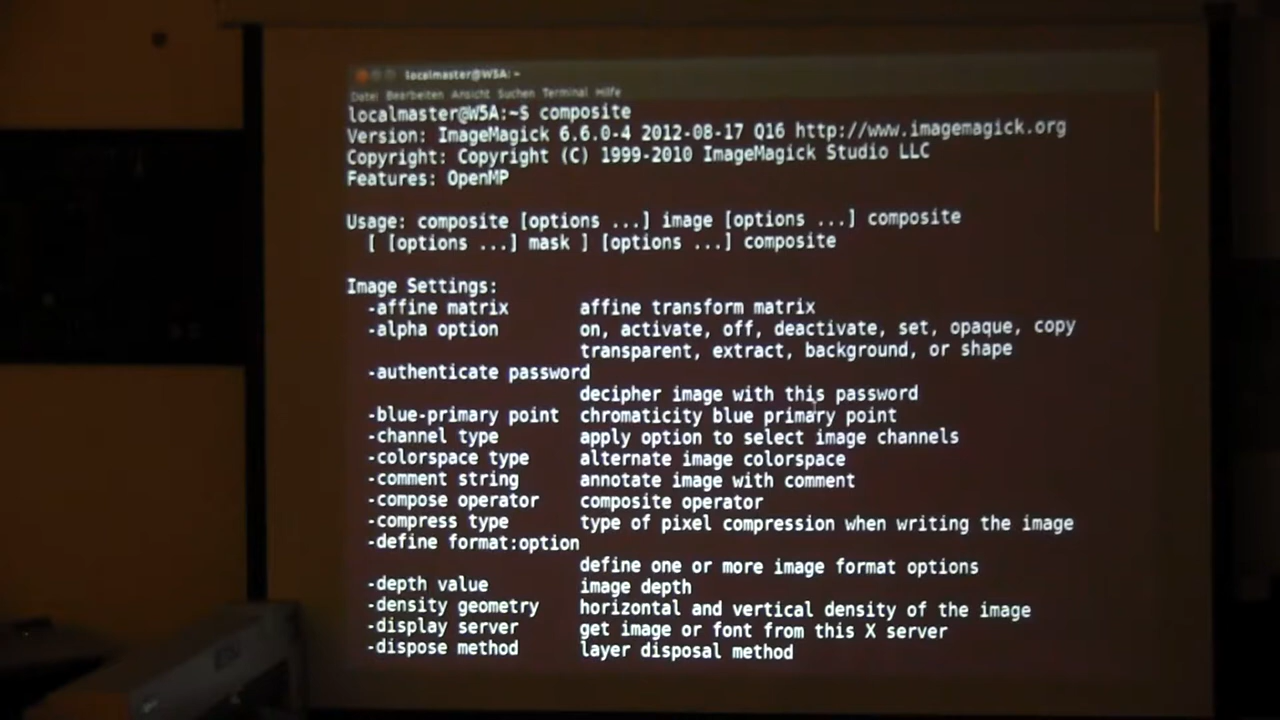 localmaster@W5A: ~
Datei Bearbeiten Ansicht Suchen Terminal Hilfe
localmaster@W5A:~$ composite
Version: ImageMagick 6.6.0-4 2012-08-17 Q16 http://www.imagemagick.org
Copyright: Copyright (C) 1999-2010 ImageMagick Studio LLC
Features: OpenMP
Usage: composite [options ...] image [options ...] composite
[ [options ...] mask ] [options ...] composite
Image Settings:
-affine matrix affine transform matrix
-alpha option on, activate, off, deactivate, set, opaque, copy
transparent, extract, background, or shape
-authenticate password
decipher image with this password
-blue-primary point chromaticity blue primary point
-channel type apply option to select image channels
-colorspace type alternate image colorspace
-comment string annotate image with comment
-compose operator composite operator
-compress type type of pixel compression when writing the image
-define format:option
define one or more image format options
-depth value image depth
-density geometry horizontal and vertical density of the image
-display server get image or font from this X server
-dispose method layer disposal method